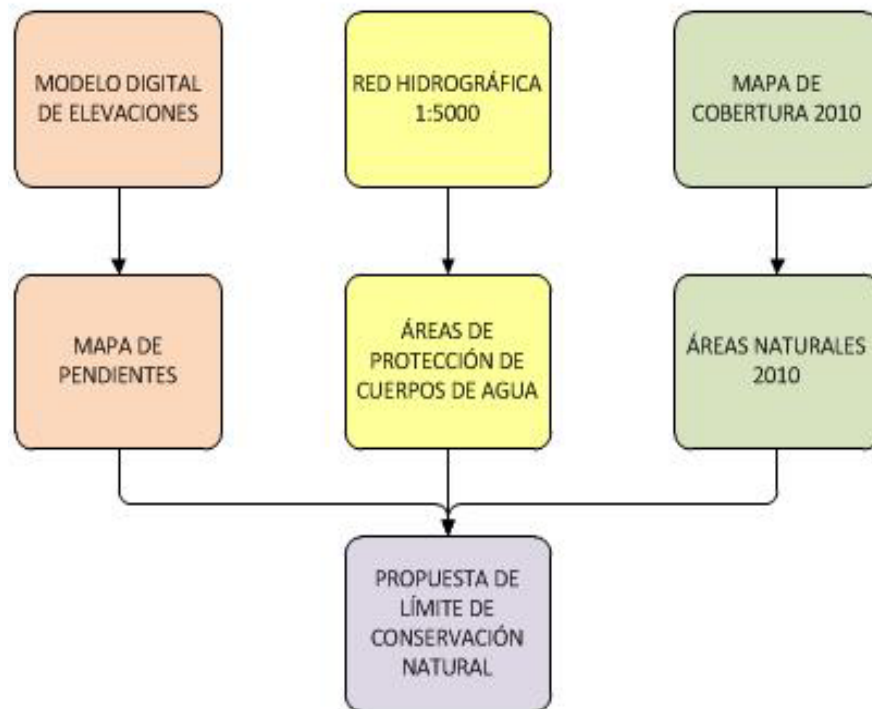 MODELO DIGITAL
DE ELEVACIONES
RED HIDROGRÁFICA
1:5000
MAPA DE
COBERTURA 2010
MAPA DE
PENDIENTES
ÁREAS DE
PROTECCIÓN DE
CUERPOS DE AGUA
ÁREAS NATURALES
2010
PROPUESTA DE
LÍMITE DE
CONSERVACIÓN
NATURAL